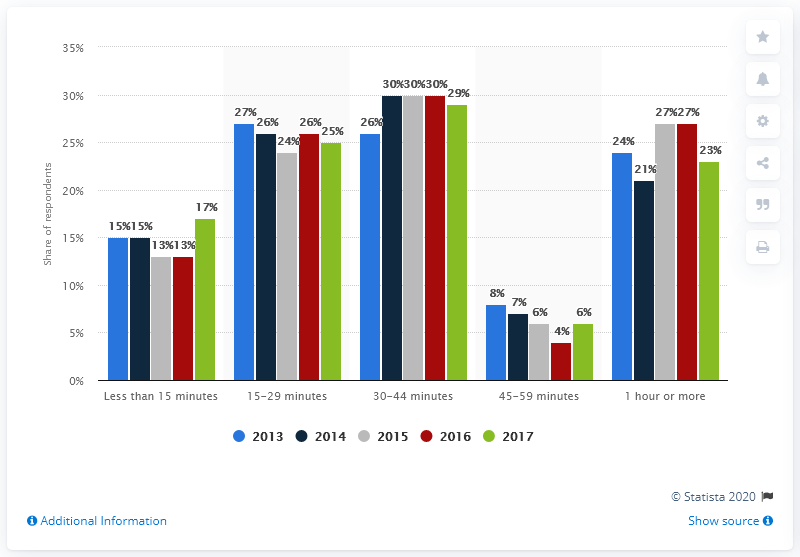 35%
30%
25%
20%
15%
10%
5%
0%
Share of respondents
15% 15% 13% 13% 17%
27% 26% 24% 26% 25%
26% 30% 30% 30% 29%
8% 7% 6% 4% 6%
24% 21% 27% 27% 23%
Less than 15 minutes
15-29 minutes
30-44 minutes
45-59 minutes
1 hour or more
2013 2014 2015 2016 2017
© Statista 2020
Additional Information
Show source